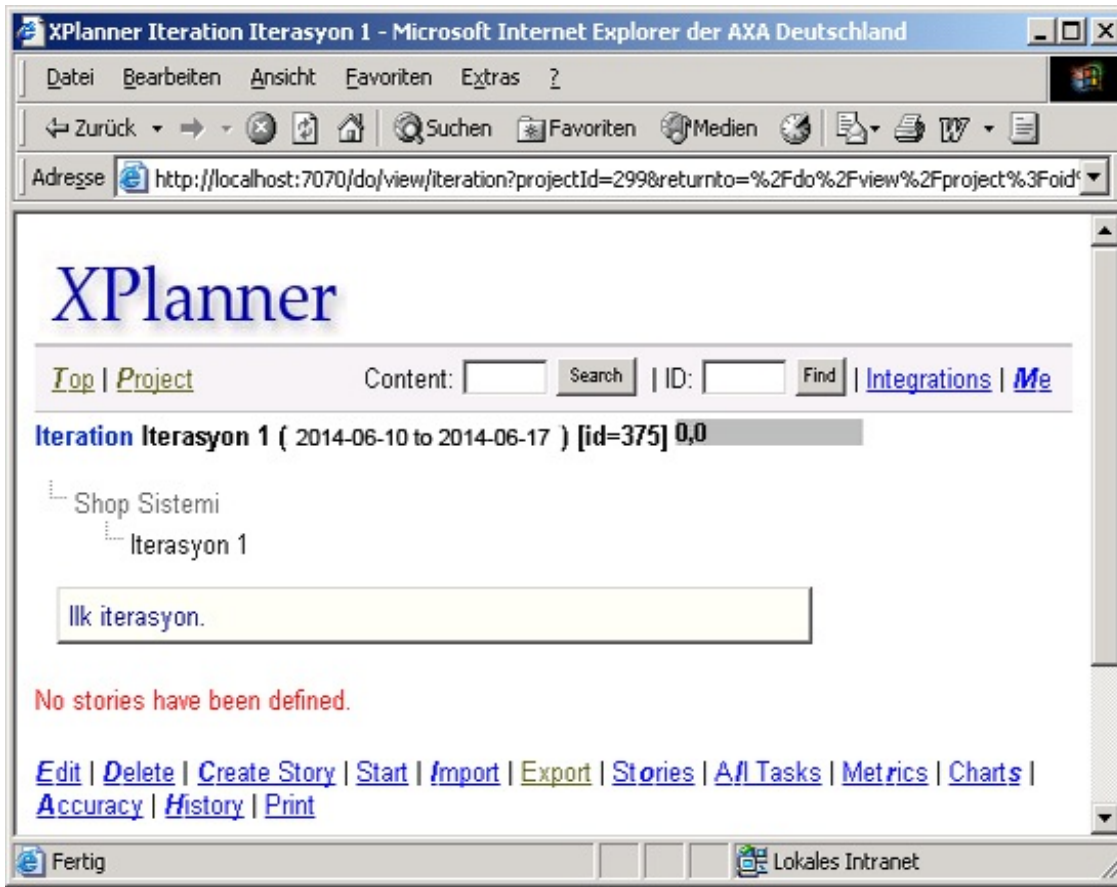 XPlanner Iteration Iterasyon 1 - Microsoft Internet Explorer der AXA Deutschland
Datei Bearbeiten Ansicht Favoriten Extras ?
Zurück Suchen Favoriten Medien
Adresse http://localhost:7070/do/view/iteration?projectId=299&returnto=%2Fdo%2Fview%2Fproject%3Foid%
XPlanner
Top | Project Content: Search | ID: Find | Integrations | Me
Iteration Iterasyon 1 ( 2014-06-10 to 2014-06-17 ) [id=375] 0,0
Shop Sistemi
Iterasyon 1
Ilk iterasyon.
No stories have been defined.
Edit | Delete | Create Story | Start | Import | Export | Stories | All Tasks | Metrics | Charts |
Accuracy | History | Print
Fertig Lokales Intranet